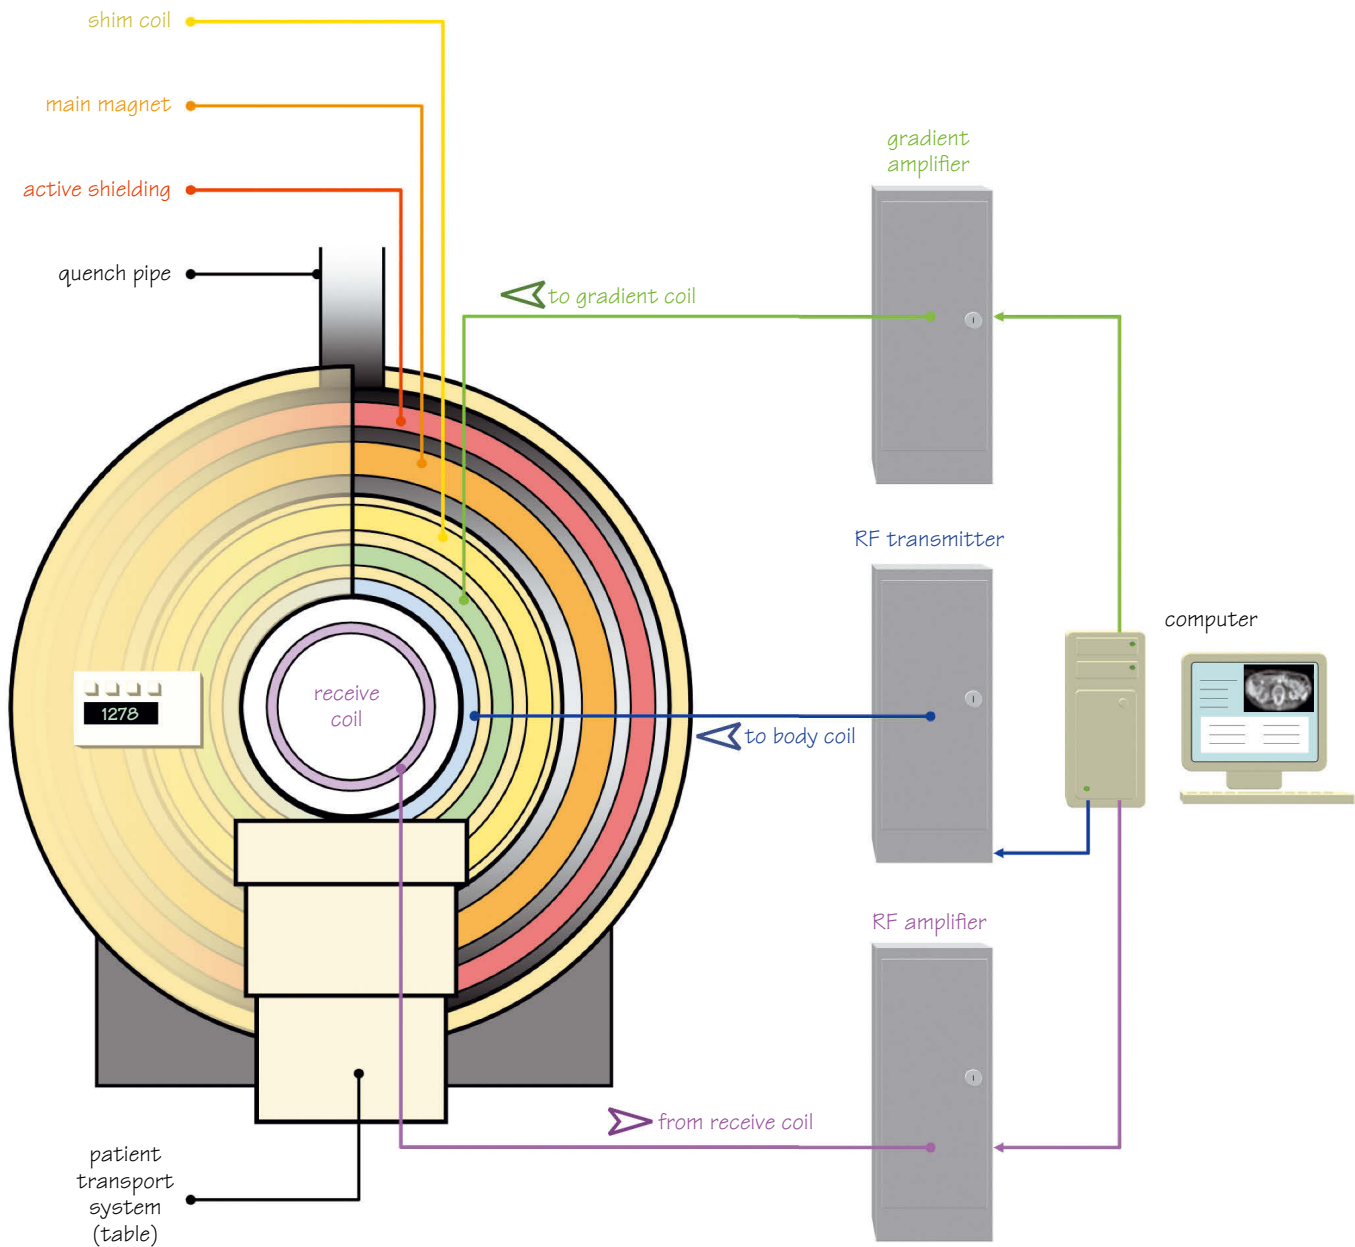 shim coil
main magnet
active shielding
quench pipe
gradient
amplifier
to gradient coil
RF transmitter
computer
receive
coil
1278
to body coil
RF amplifier
from receive coil
patient
transport
system
(table)